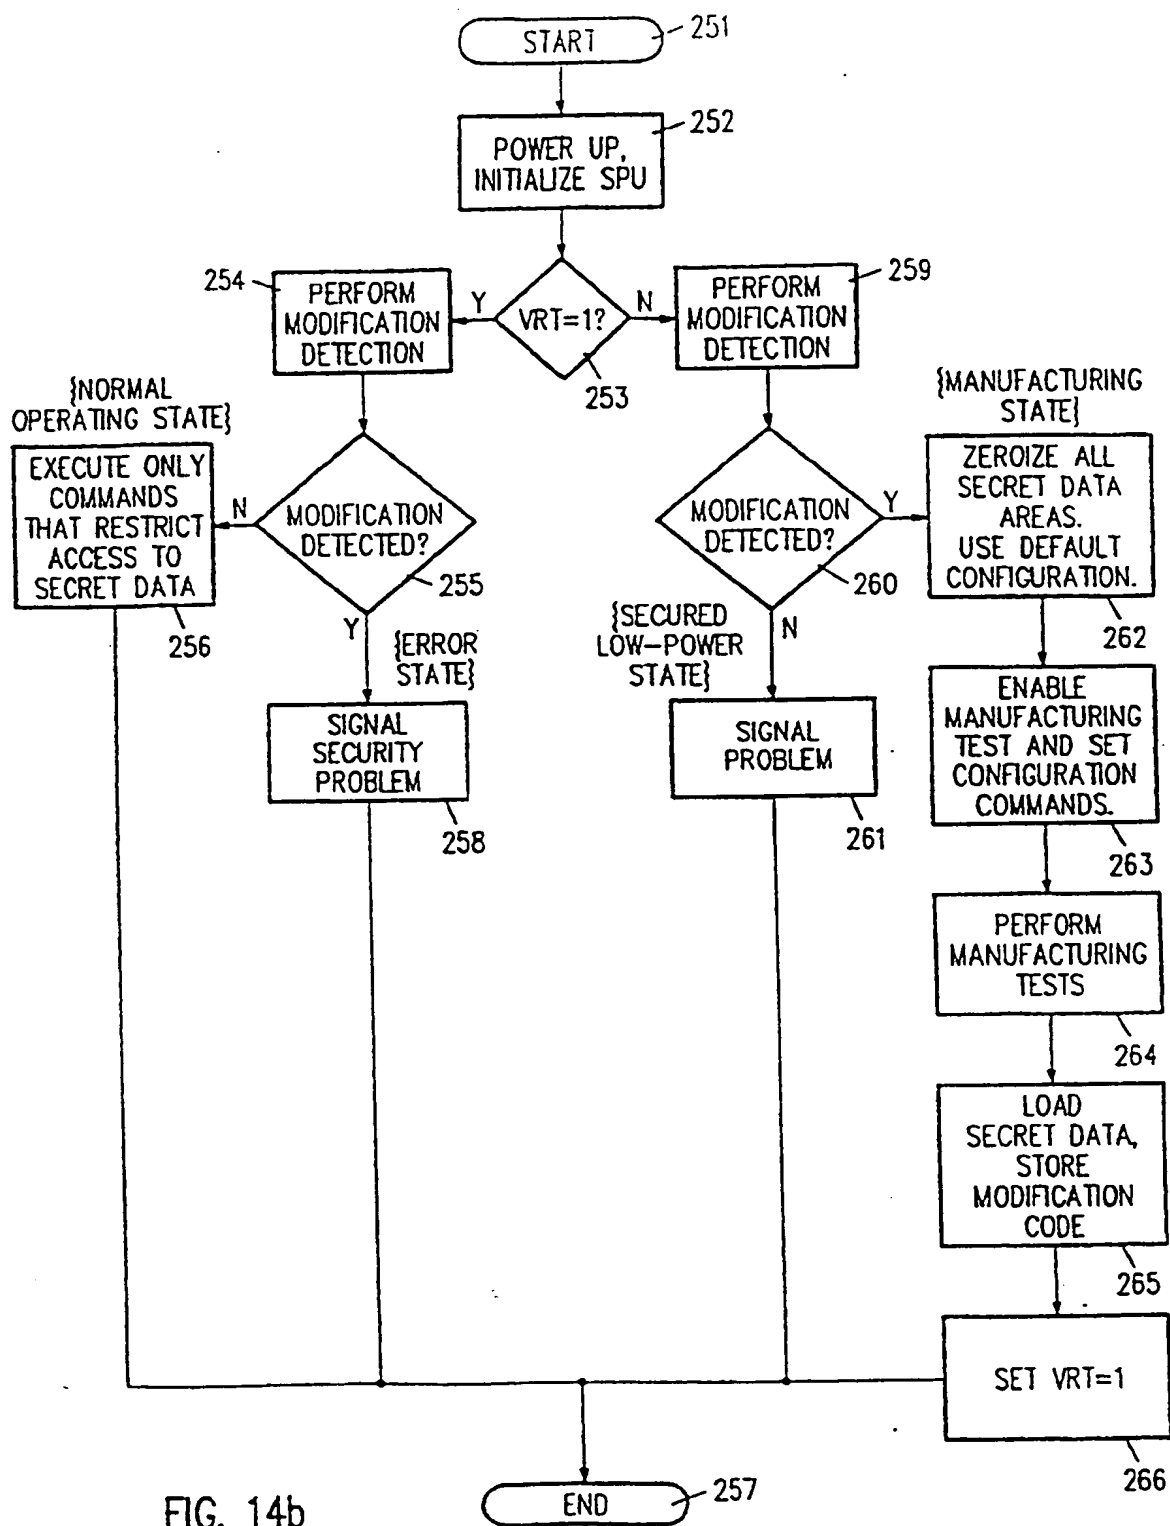 START
251
252
POWER UP,
INITIALIZE SPU
254
PERFORM
MODIFICATION
DETECTION
Y
VRT=1?
253
N
259
PERFORM
MODIFICATION
DETECTION
{NORMAL
OPERATING STATE}
EXECUTE ONLY
COMMANDS
THAT RESTRICT
ACCESS TO
SECRET DATA
256
N
MODIFICATION
DETECTED?
255
Y
{ERROR
STATE}
SIGNAL
SECURITY
PROBLEM
258
MODIFICATION
DETECTED?
260
Y
N
{SECURED
LOW-POWER
STATE}
SIGNAL
PROBLEM
261
{MANUFACTURING
STATE}
ZEROIZE ALL
SECRET DATA
AREAS.
USE DEFAULT
CONFIGURATION.
262
ENABLE
MANUFACTURING
TEST AND SET
CONFIGURATION
COMMANDS.
263
PERFORM
MANUFACTURING
TESTS
264
LOAD
SECRET DATA,
STORE
MODIFICATION
CODE
265
SET VRT=1
266
END
257
FIG. 14b